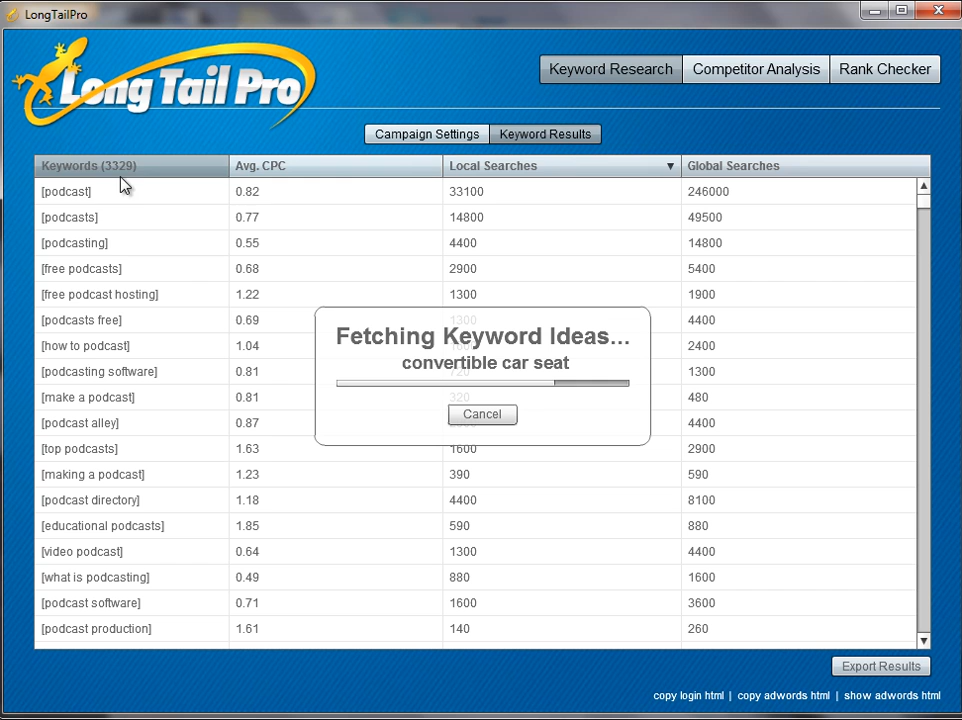 LongTailPro
Long Tail Pro
Keyword Research Competitor Analysis Rank Checker
Campaign Settings Keyword Results
Keywords (3329) Avg. CPC Local Searches ▼ Global Searches
[podcast] 0.82 33100 246000
[podcasts] 0.77 14800 49500
[podcasting] 0.55 4400 14800
[free podcasts] 0.68 2900 5400
[free podcast hosting] 1.22 1300 1900
[podcasts free] 0.69 1300 4400
Fetching Keyword Ideas...
[how to podcast] 1.04 2400
convertible car seat
[podcasting software] 0.81 720 1300
[make a podcast] 0.81 320 480
Cancel
[podcast alley] 0.87 4400
[top podcasts] 1.63 1600 2900
[making a podcast] 1.23 390 590
[podcast directory] 1.18 4400 8100
[educational podcasts] 1.85 590 880
[video podcast] 0.64 1300 4400
[what is podcasting] 0.49 880 1600
[podcast software] 0.71 1600 3600
[podcast production] 1.61 140 260
Export Results
copy login html | copy adwords html | show adwords html